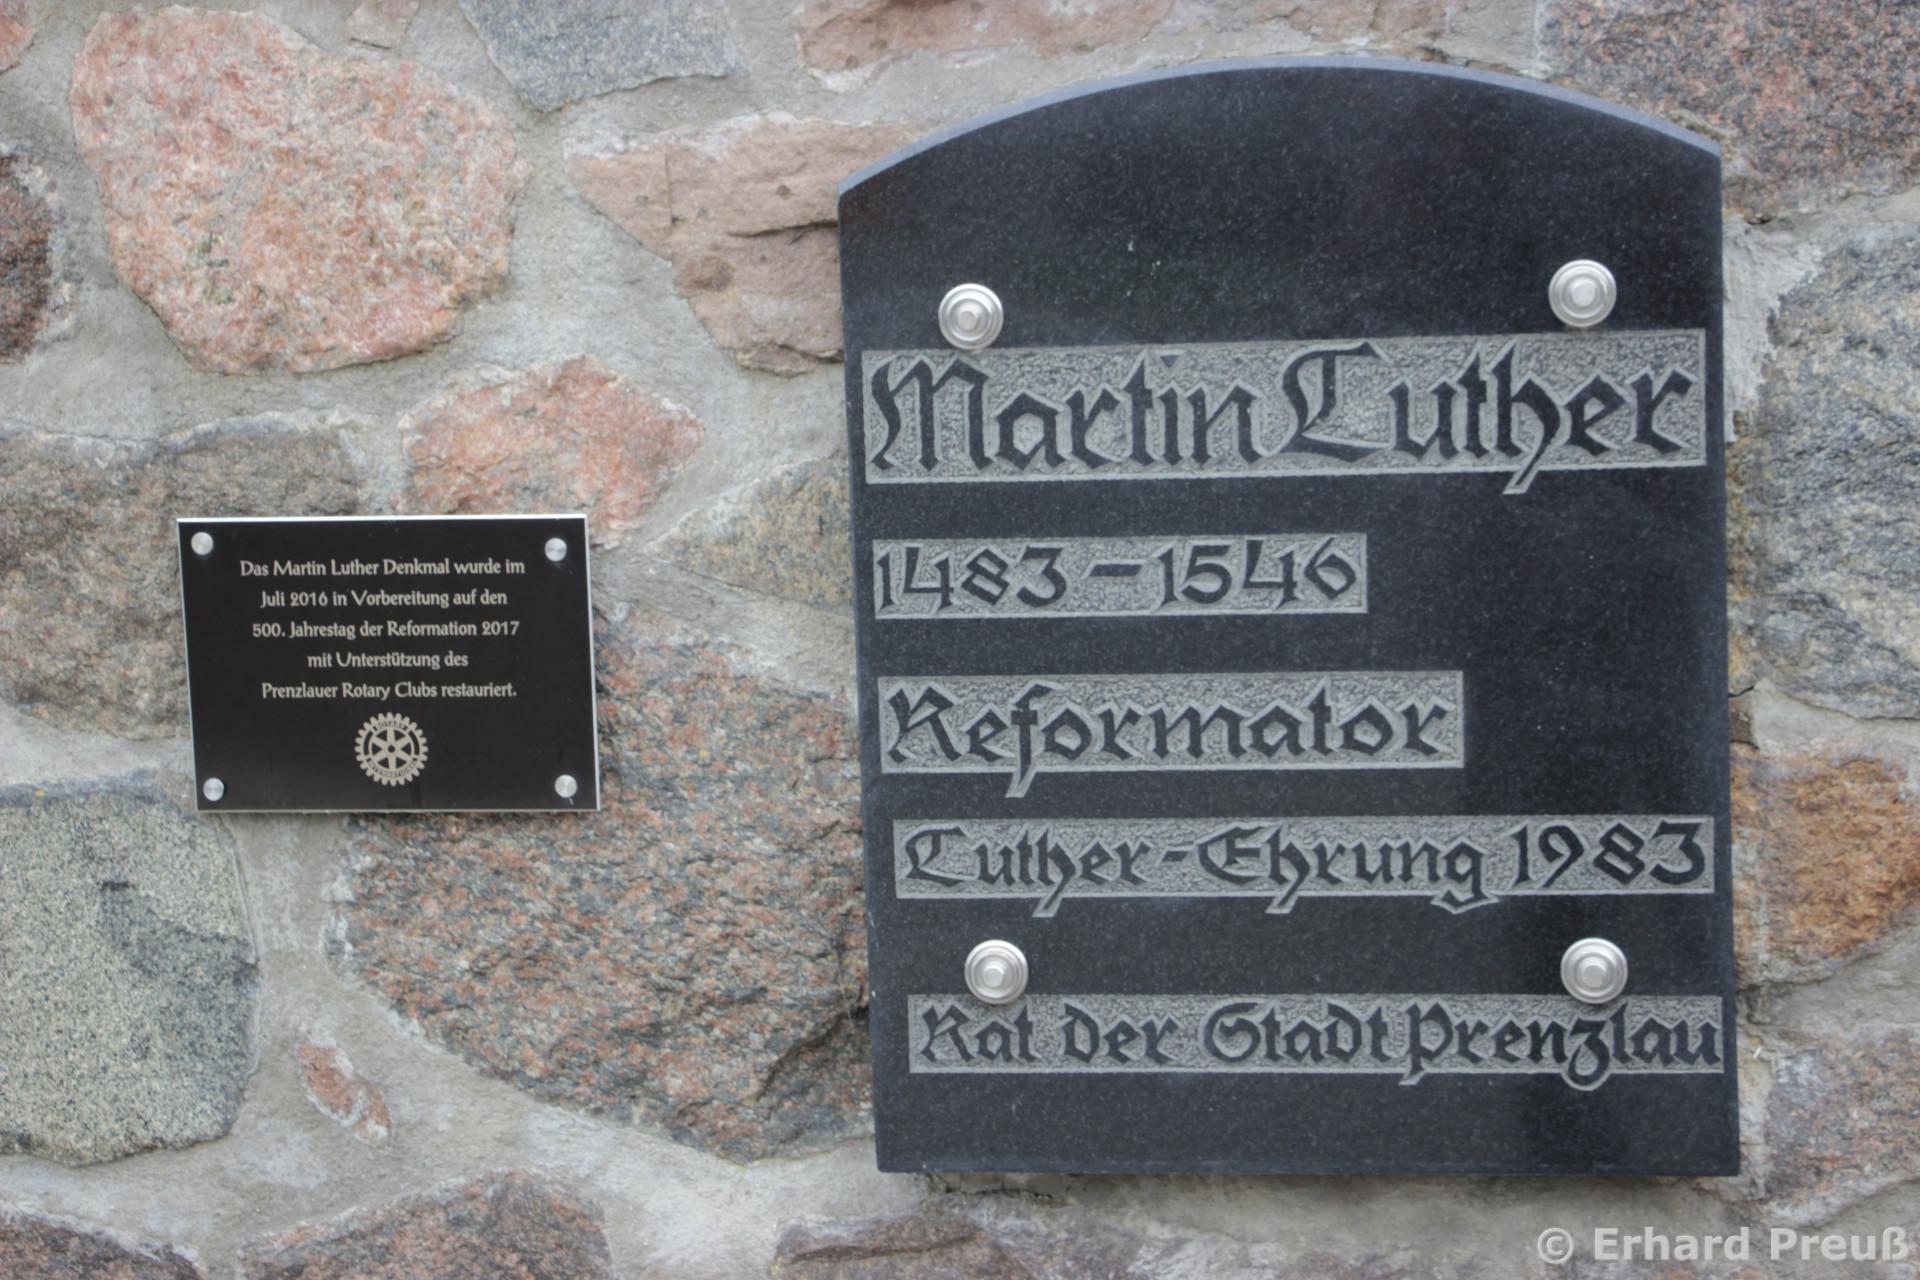 Das Martin Luther Denkmal wurde im
Juli 2016 in Vorbereitung auf den
500. Jahrestag der Reformation 2017
mit Unterstützung des
Prenzlauer Rotary Clubs restauriert.
ROTARY
INTERNATIONAL
Martin Luther
1483 - 1546
Reformator
Luther-Ehrung 1983
Rat der Stadt Prenzlau
© Erhard Preuß